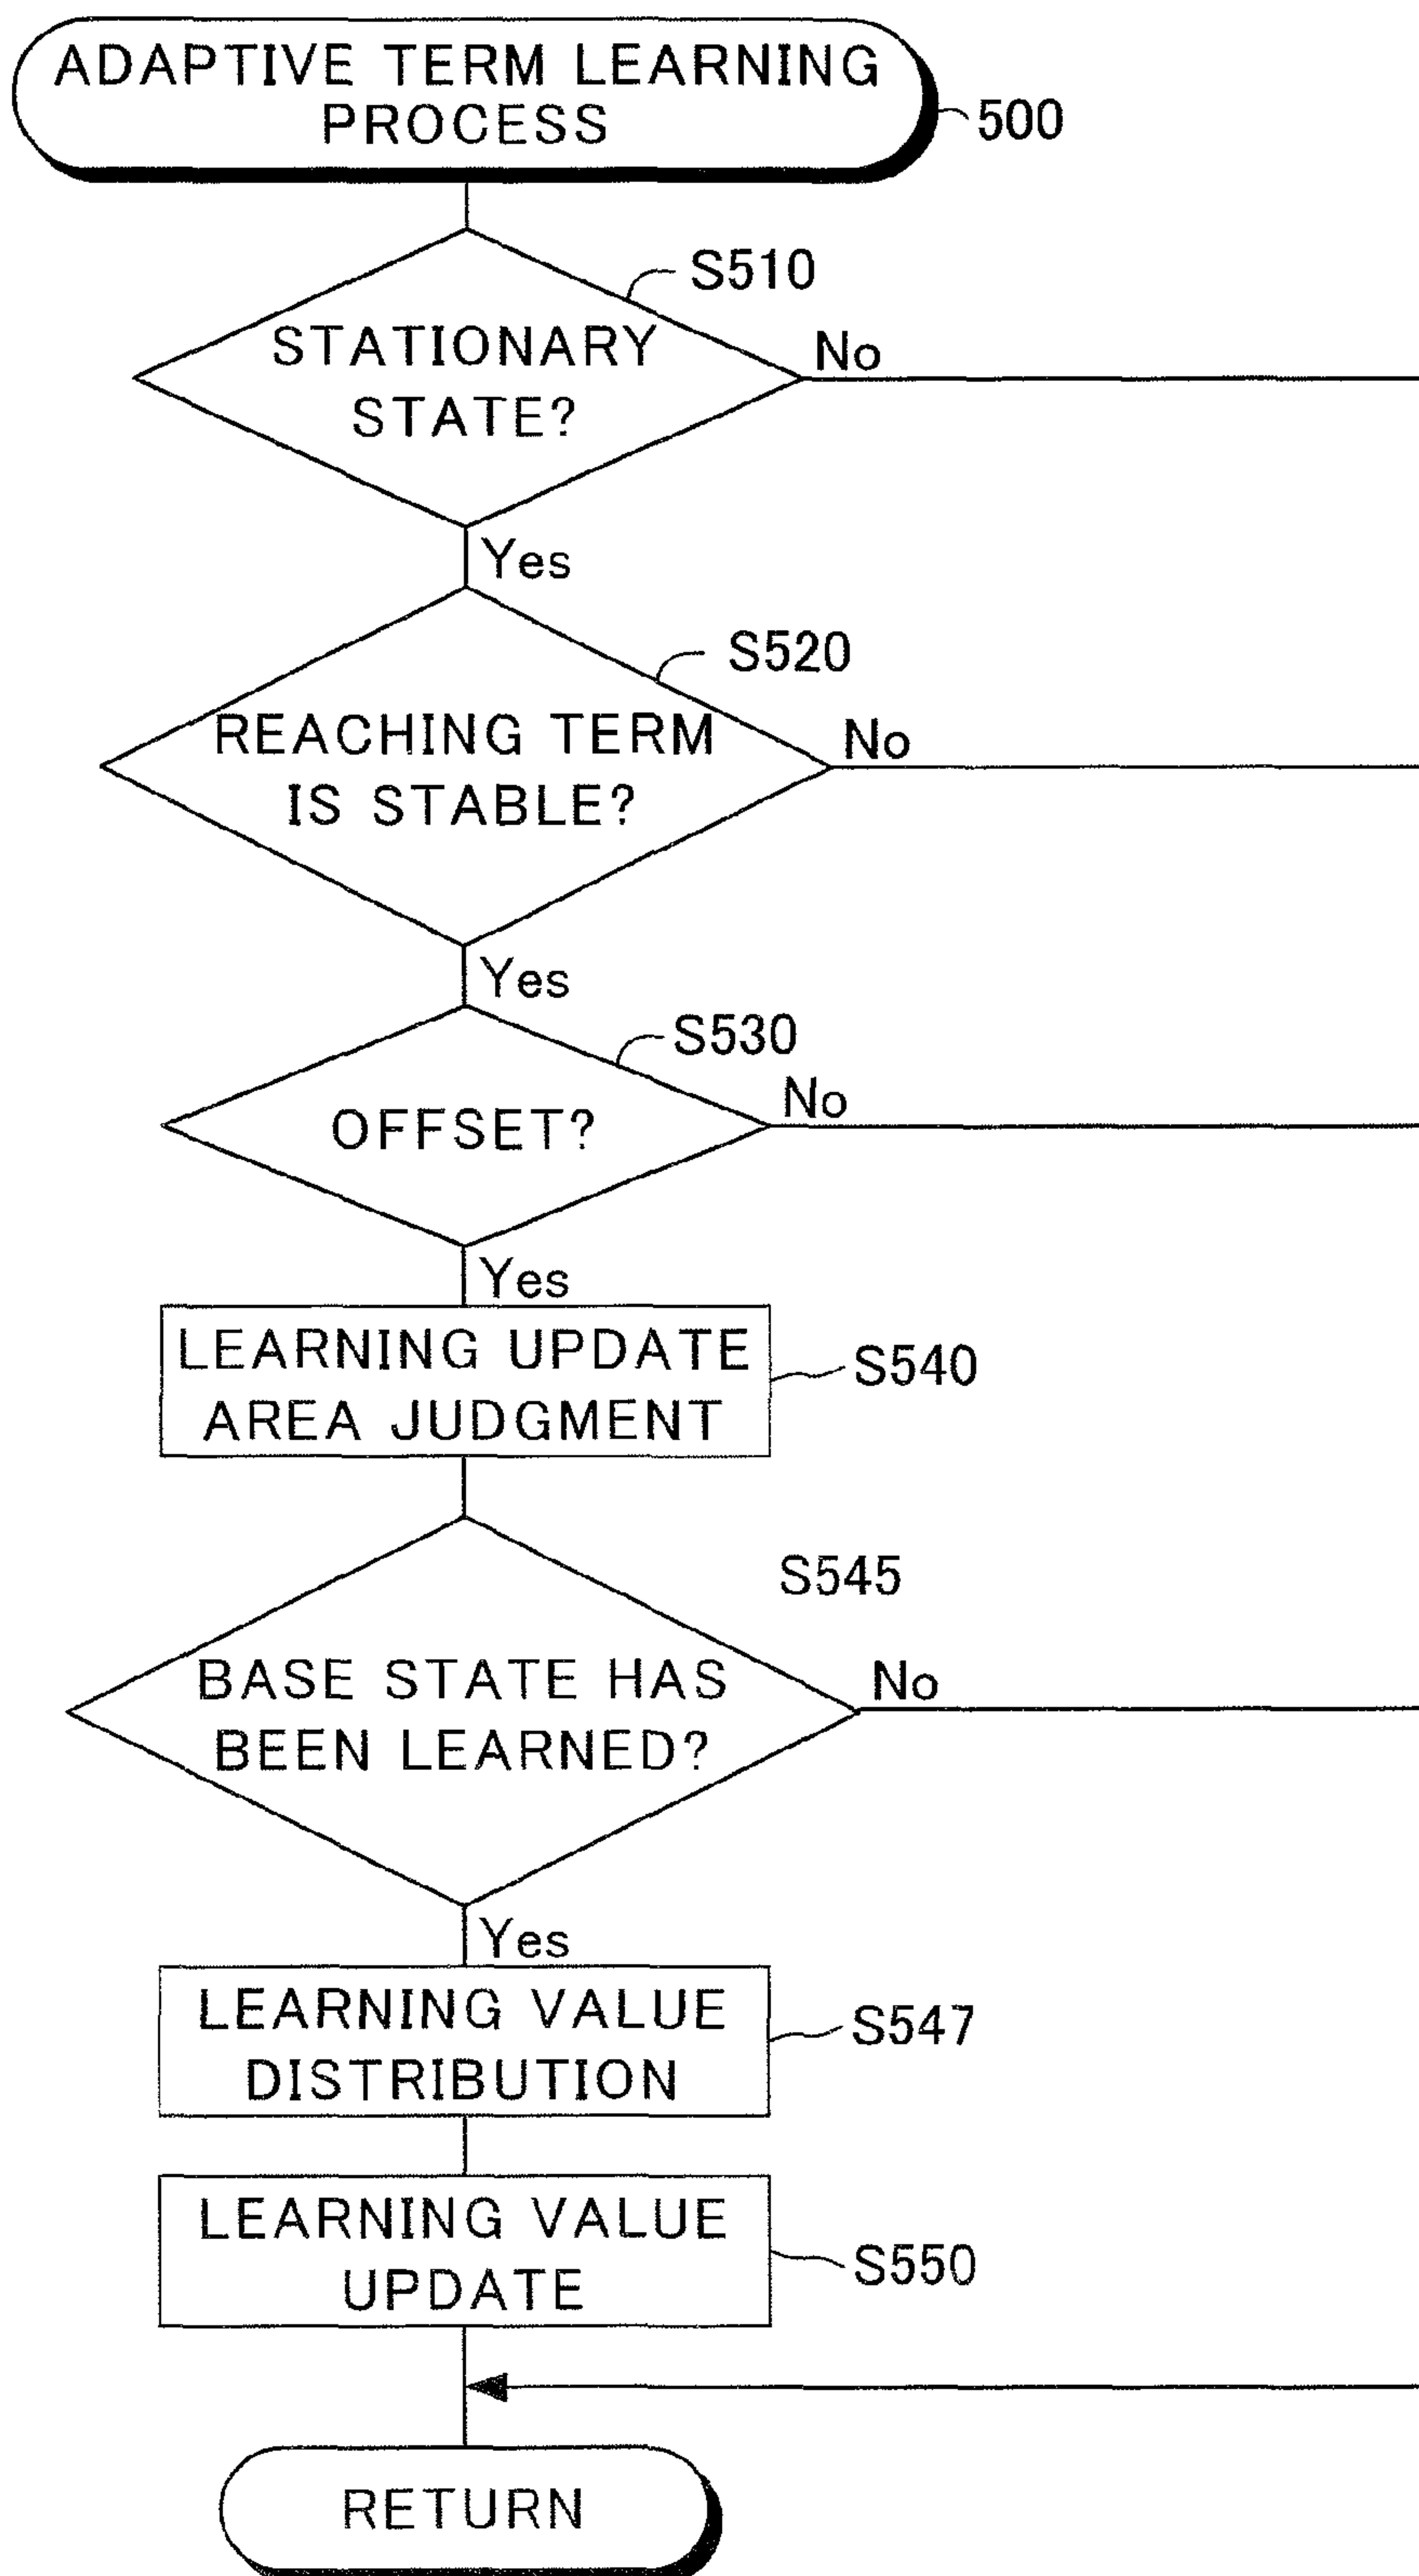 ADAPTIVE TERM LEARNING
PROCESS
500
S510
STATIONARY
STATE?
No
Yes
S520
REACHING TERM
IS STABLE?
No
Yes
S530
OFFSET?
No
Yes
LEARNING UPDATE
AREA JUDGMENT
S540
S545
BASE STATE HAS
BEEN LEARNED?
No
Yes
LEARNING VALUE
DISTRIBUTION
S547
LEARNING VALUE
UPDATE
S550
RETURN